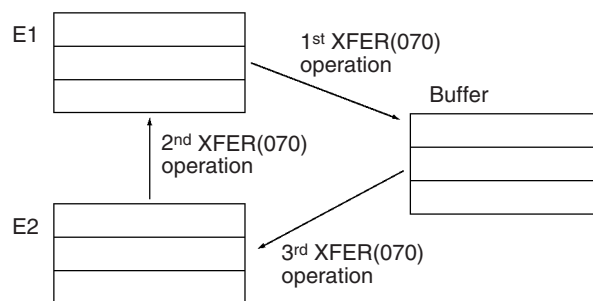 E1
1st XFER(070)
operation
Buffer
2nd XFER(070)
operation
E2
3rd XFER(070)
operation